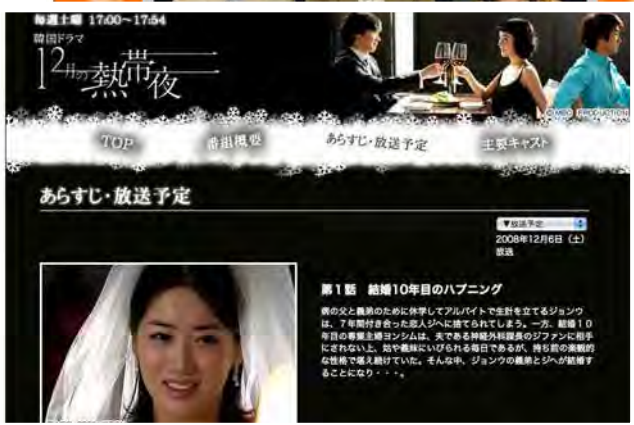 毎週土曜 17:00~17:54
韓国ドラマ
12月の熱帯夜
© MBC PRODUCTION
TOP
番組概要
あらすじ・放送予定
主要キャスト
あらすじ・放送予定
▼放送予定
2008年12月6日(土)
放送
第1話 結婚10年目のハプニング
病の父と義弟のために休学してアルバイトで生計を立てるジョンウ
は、7年間付き合った恋人ジヘに捨てられてしまう。一方、結婚10
年目の専業主婦ヨンシムは、夫である神経外科課長のジファンに相手
にされない上、姑や義妹にいびられる毎日であるが、持ち前の楽観的
な性格で堪え続けていた。そんな中、ジョンウの義弟とジヘが結婚す
ることになり・・・。